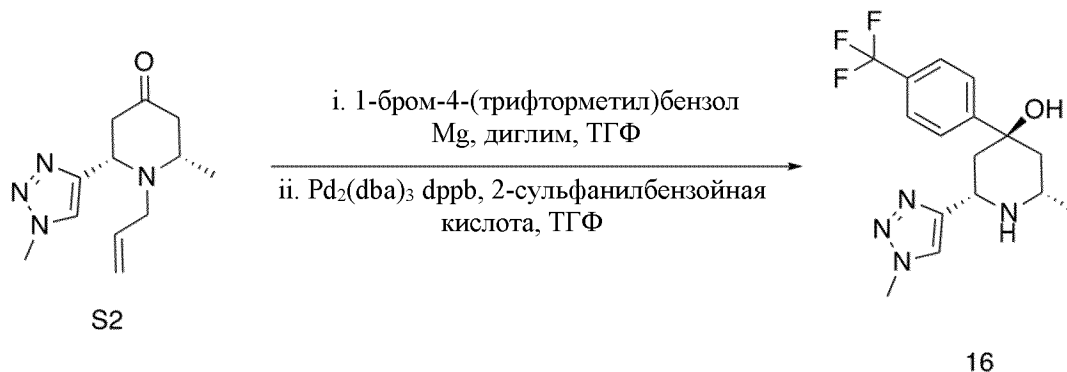 i. 1-бром-4-(трифторметил)бензол
Mg, диглим, ТГФ
ii. Pd₂(dba)₃ dppb, 2-сульфанилбензойная
кислота, ТГФ
O
N
N
N
N
S2
F
F
F
OH
N
N
N
N
H
16